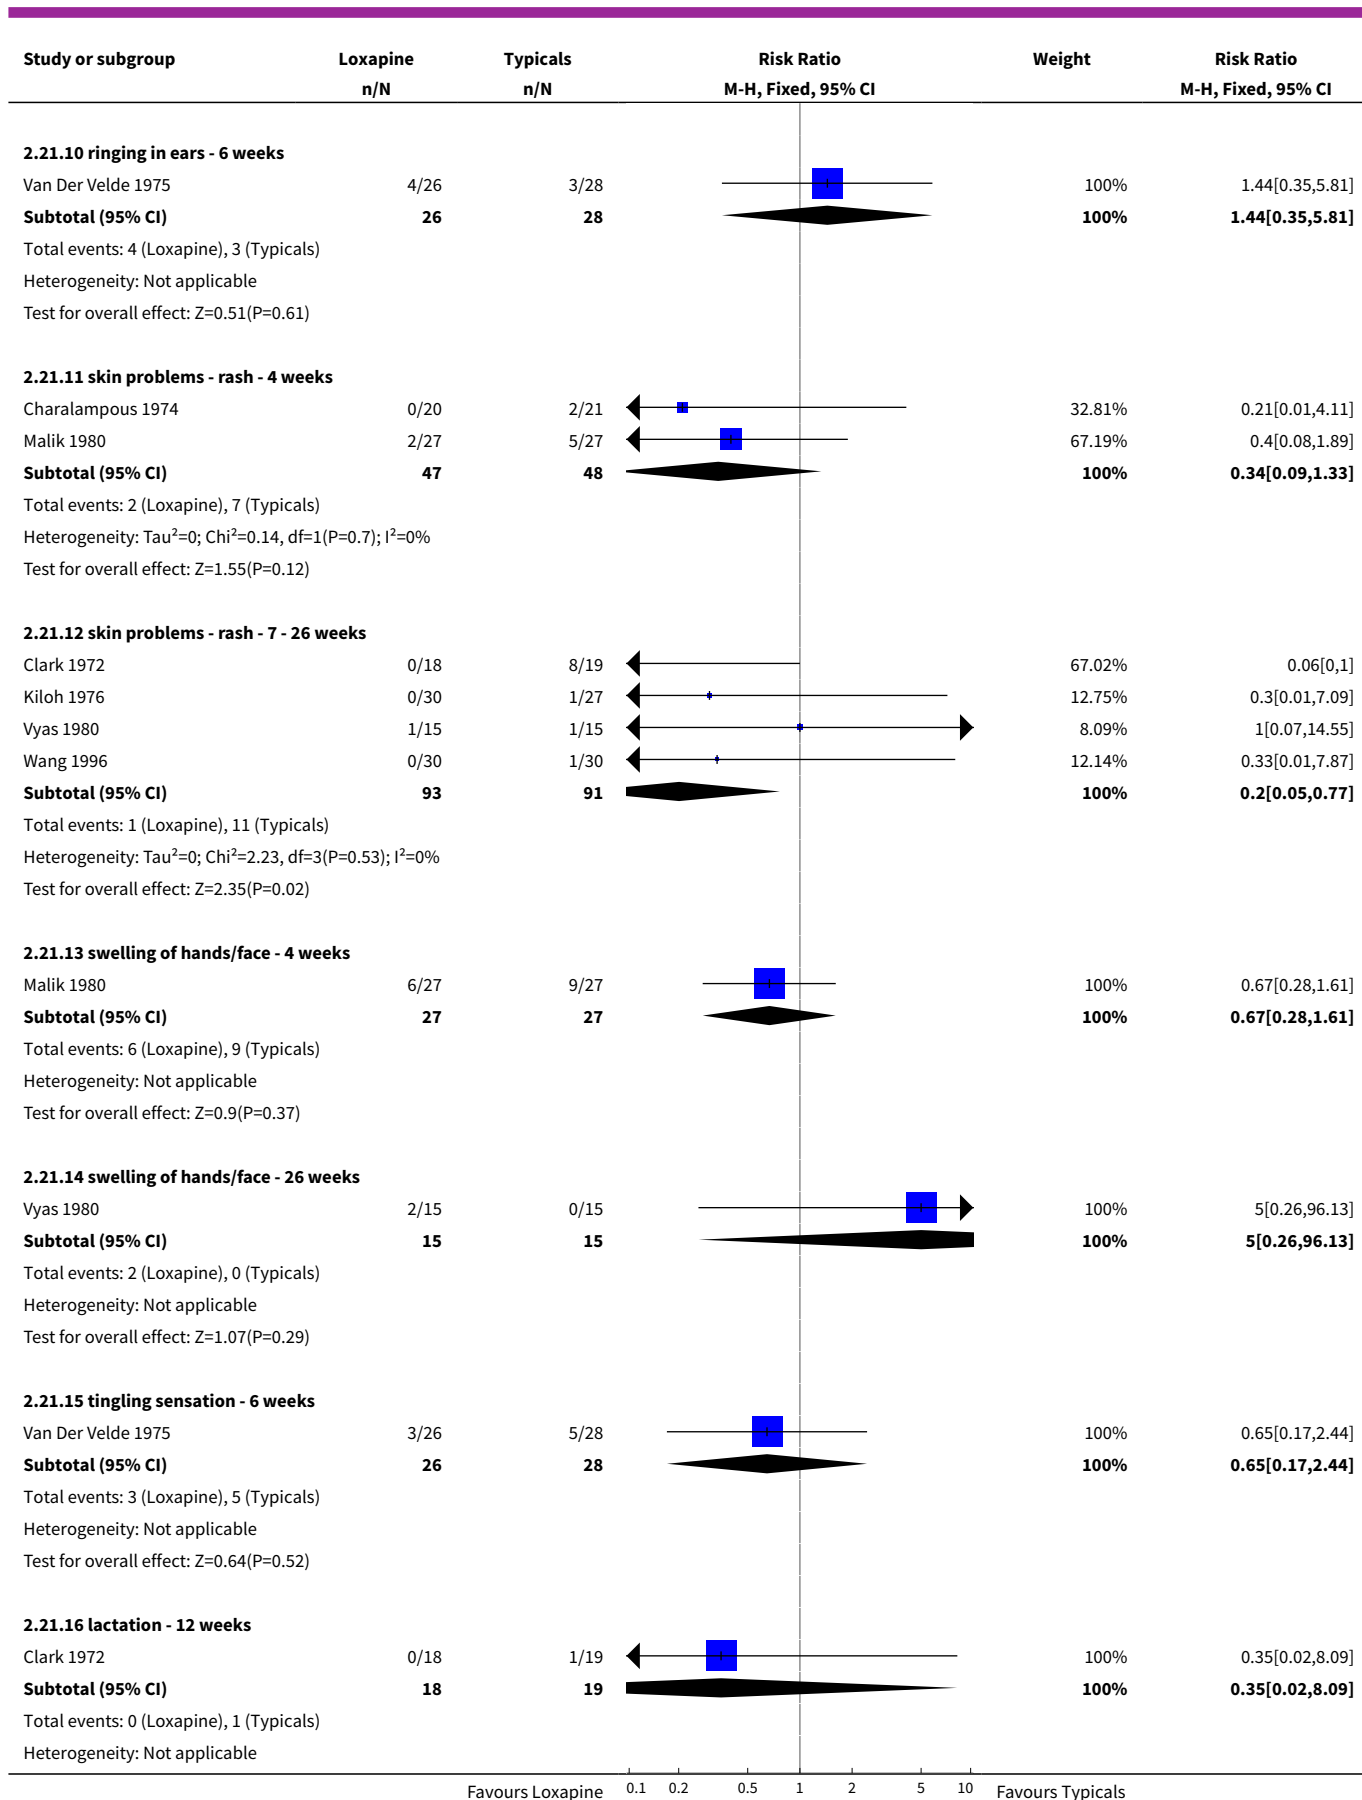 Study or subgroup Loxapine Typicals Risk Ratio Weight Risk Ratio
n/N n/N M-H, Fixed, 95% CI M-H, Fixed, 95% CI
2.21.10 ringing in ears - 6 weeks
Van Der Velde 1975 4/26 3/28 100% 1.44[0.35,5.81]
Subtotal (95% CI) 26 28 100% 1.44[0.35,5.81]
Total events: 4 (Loxapine), 3 (Typicals)
Heterogeneity: Not applicable
Test for overall effect: Z=0.51(P=0.61)
2.21.11 skin problems - rash - 4 weeks
Charalampous 1974 0/20 2/21 32.81% 0.21[0.01,4.11]
Malik 1980 2/27 5/27 67.19% 0.4[0.08,1.89]
Subtotal (95% CI) 47 48 100% 0.34[0.09,1.33]
Total events: 2 (Loxapine), 7 (Typicals)
Heterogeneity: Tau²=0; Chi²=0.14, df=1(P=0.7); I²=0%
Test for overall effect: Z=1.55(P=0.12)
2.21.12 skin problems - rash - 7 - 26 weeks
Clark 1972 0/18 8/19 67.02% 0.06[0,1]
Kiloh 1976 0/30 1/27 12.75% 0.3[0.01,7.09]
Vyas 1980 1/15 1/15 8.09% 1[0.07,14.55]
Wang 1996 0/30 1/30 12.14% 0.33[0.01,7.87]
Subtotal (95% CI) 93 91 100% 0.2[0.05,0.77]
Total events: 1 (Loxapine), 11 (Typicals)
Heterogeneity: Tau²=0; Chi²=2.23, df=3(P=0.53); I²=0%
Test for overall effect: Z=2.35(P=0.02)
2.21.13 swelling of hands/face - 4 weeks
Malik 1980 6/27 9/27 100% 0.67[0.28,1.61]
Subtotal (95% CI) 27 27 100% 0.67[0.28,1.61]
Total events: 6 (Loxapine), 9 (Typicals)
Heterogeneity: Not applicable
Test for overall effect: Z=0.9(P=0.37)
2.21.14 swelling of hands/face - 26 weeks
Vyas 1980 2/15 0/15 100% 5[0.26,96.13]
Subtotal (95% CI) 15 15 100% 5[0.26,96.13]
Total events: 2 (Loxapine), 0 (Typicals)
Heterogeneity: Not applicable
Test for overall effect: Z=1.07(P=0.29)
2.21.15 tingling sensation - 6 weeks
Van Der Velde 1975 3/26 5/28 100% 0.65[0.17,2.44]
Subtotal (95% CI) 26 28 100% 0.65[0.17,2.44]
Total events: 3 (Loxapine), 5 (Typicals)
Heterogeneity: Not applicable
Test for overall effect: Z=0.64(P=0.52)
2.21.16 lactation - 12 weeks
Clark 1972 0/18 1/19 100% 0.35[0.02,8.09]
Subtotal (95% CI) 18 19 100% 0.35[0.02,8.09]
Total events: 0 (Loxapine), 1 (Typicals)
Heterogeneity: Not applicable
Favours Loxapine 0.1 0.2 0.5 1 2 5 10 Favours Typicals